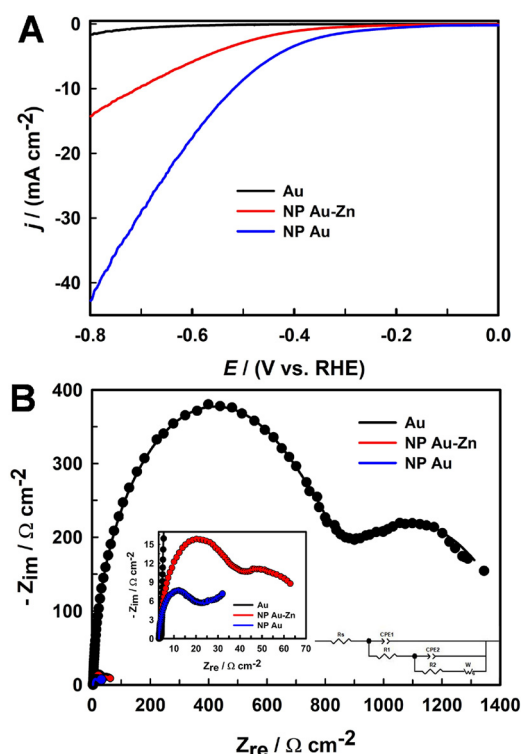 A
0
-10
-20
-30
-40
j / (mA cm-2)
Au
NP Au-Zn
NP Au
-0.8
-0.6
-0.4
-0.2
0.0
E / (V vs. RHE)
B
400
300
200
100
0
- Zim / Ω cm-2
Au
NP Au-Zn
NP Au
15
12
9
6
3
0
- Zim / Ω cm-2
Au
NP Au-Zn
NP Au
10 20 30 40 50 60 70
Zre / Ω cm-2
Rs
CPE1
R1
CPE2
R2
W
0 200 400 600 800 1000 1200 1400
Zre / Ω cm-2